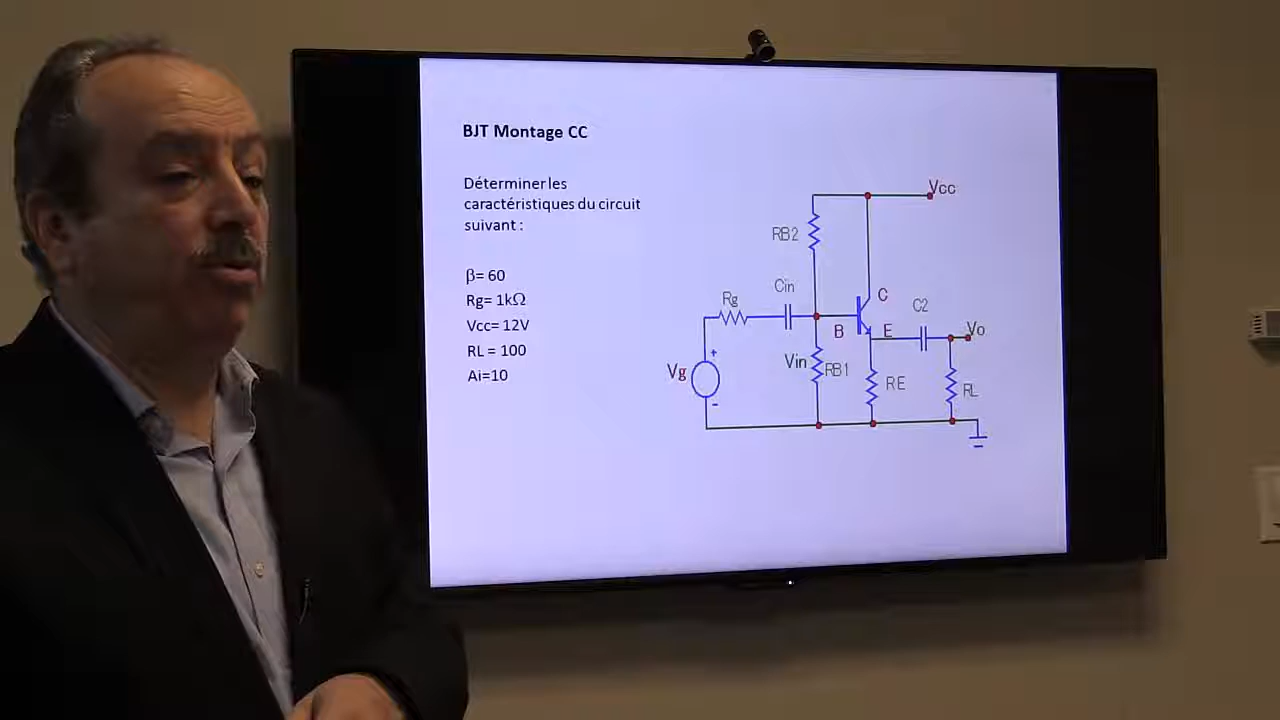 BJT Montage CC
Déterminer les
caractéristiques du circuit
suivant :
β= 60
Rg= 1kΩ
Vcc= 12V
RL = 100
Ai=10
Vcc
RB2
C
Cin
Rg
C2
B
E
Vo
+
Vin
RB1
Vg
RE
RL
-